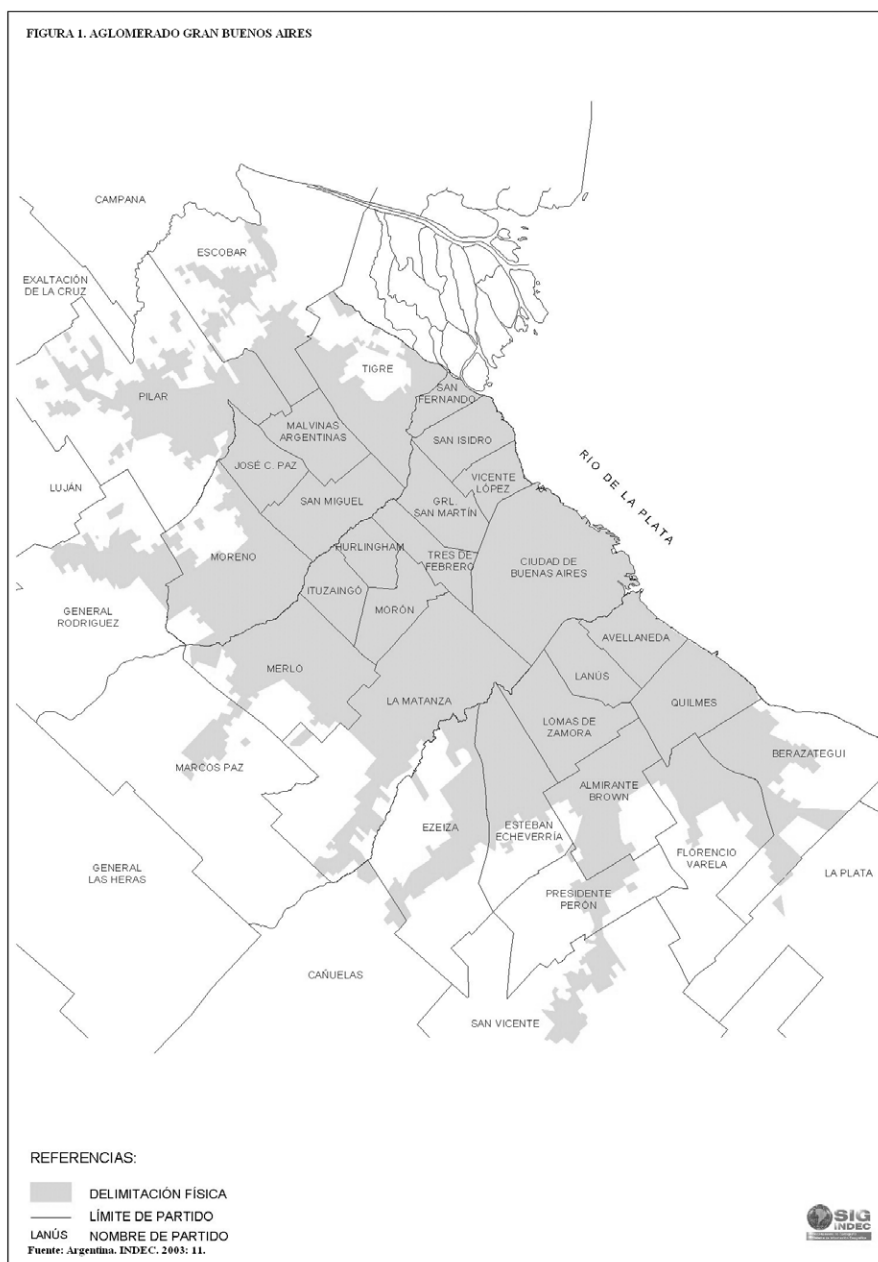 FIGURA 1. AGLOMERADO GRAN BUENOS AIRES
CAMPANA
ESCOBAR
EXALTACIÓN
DE LA CRUZ
TIGRE
PILAR
SAN
FERNANDO
MALVINAS
ARGENTINAS
SAN ISIDRO
RIO DE LA PLATA
JOSÉ C. PAZ
VICENTE
LÓPEZ
LUJÁN
SAN MIGUEL
GRL.
SAN MARTÍN
HURLINGHAM
TRES DE
FEBRERO
CIUDAD DE
BUENOS AIRES
MORENO
ITUZAINGÓ
MORÓN
GENERAL
RODRIGUEZ
AVELLANEDA
MERLO
LANÚS
LA MATANZA
QUILMES
LOMAS DE
ZAMORA
BERAZATEGUI
MARCOS PAZ
ALMIRANTE
BROWN
EZEIZA
ESTEBAN
ECHEVERRÍA
FLORENCIO
VARELA
GENERAL
LAS HERAS
LA PLATA
PRESIDENTE
PERÓN
CAÑUELAS
SAN VICENTE
REFERENCIAS:
DELIMITACIÓN FÍSICA
LÍMITE DE PARTIDO
LANÚS NOMBRE DE PARTIDO
Fuente: Argentina. INDEC. 2003: 11.
SIG
INDEC